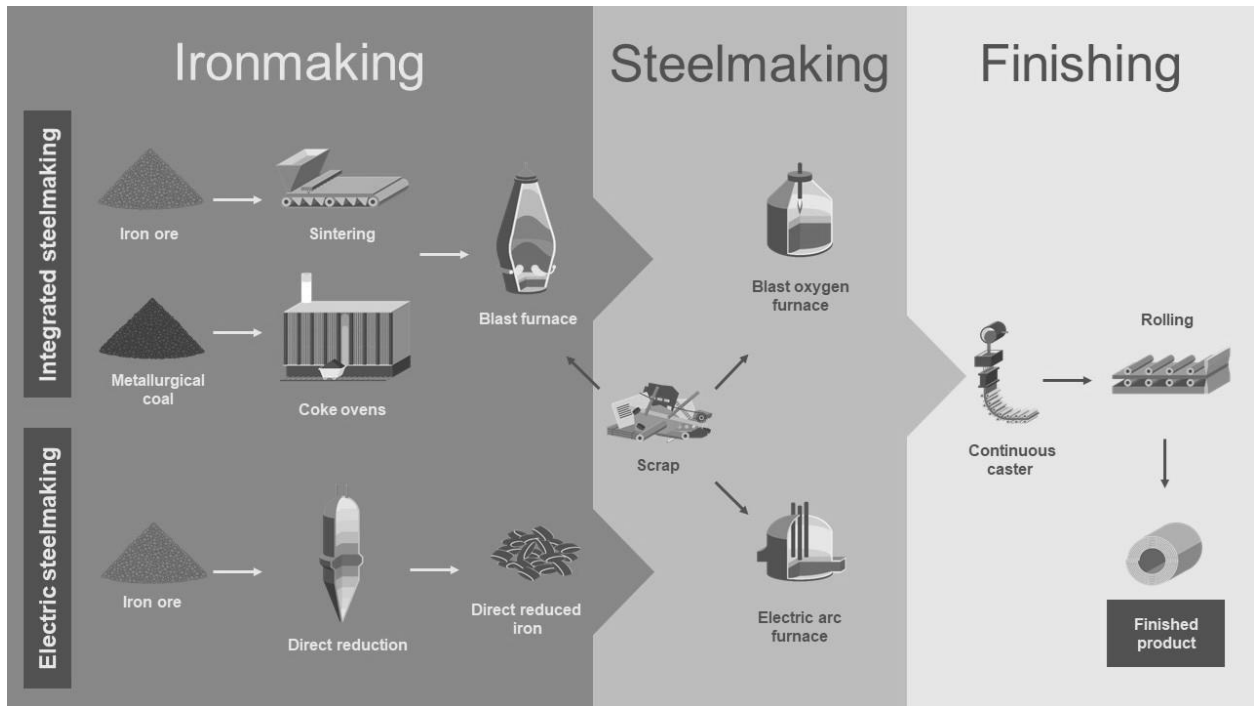 Ironmaking
Steelmaking
Finishing
Integrated steelmaking
Iron ore
Sintering
Blast furnace
Metallurgical
coal
Coke ovens
Blast oxygen
furnace
Scrap
Rolling
Continuous
caster
Electric steelmaking
Iron ore
Direct reduction
Direct reduced
iron
Electric arc
furnace
Finished
product